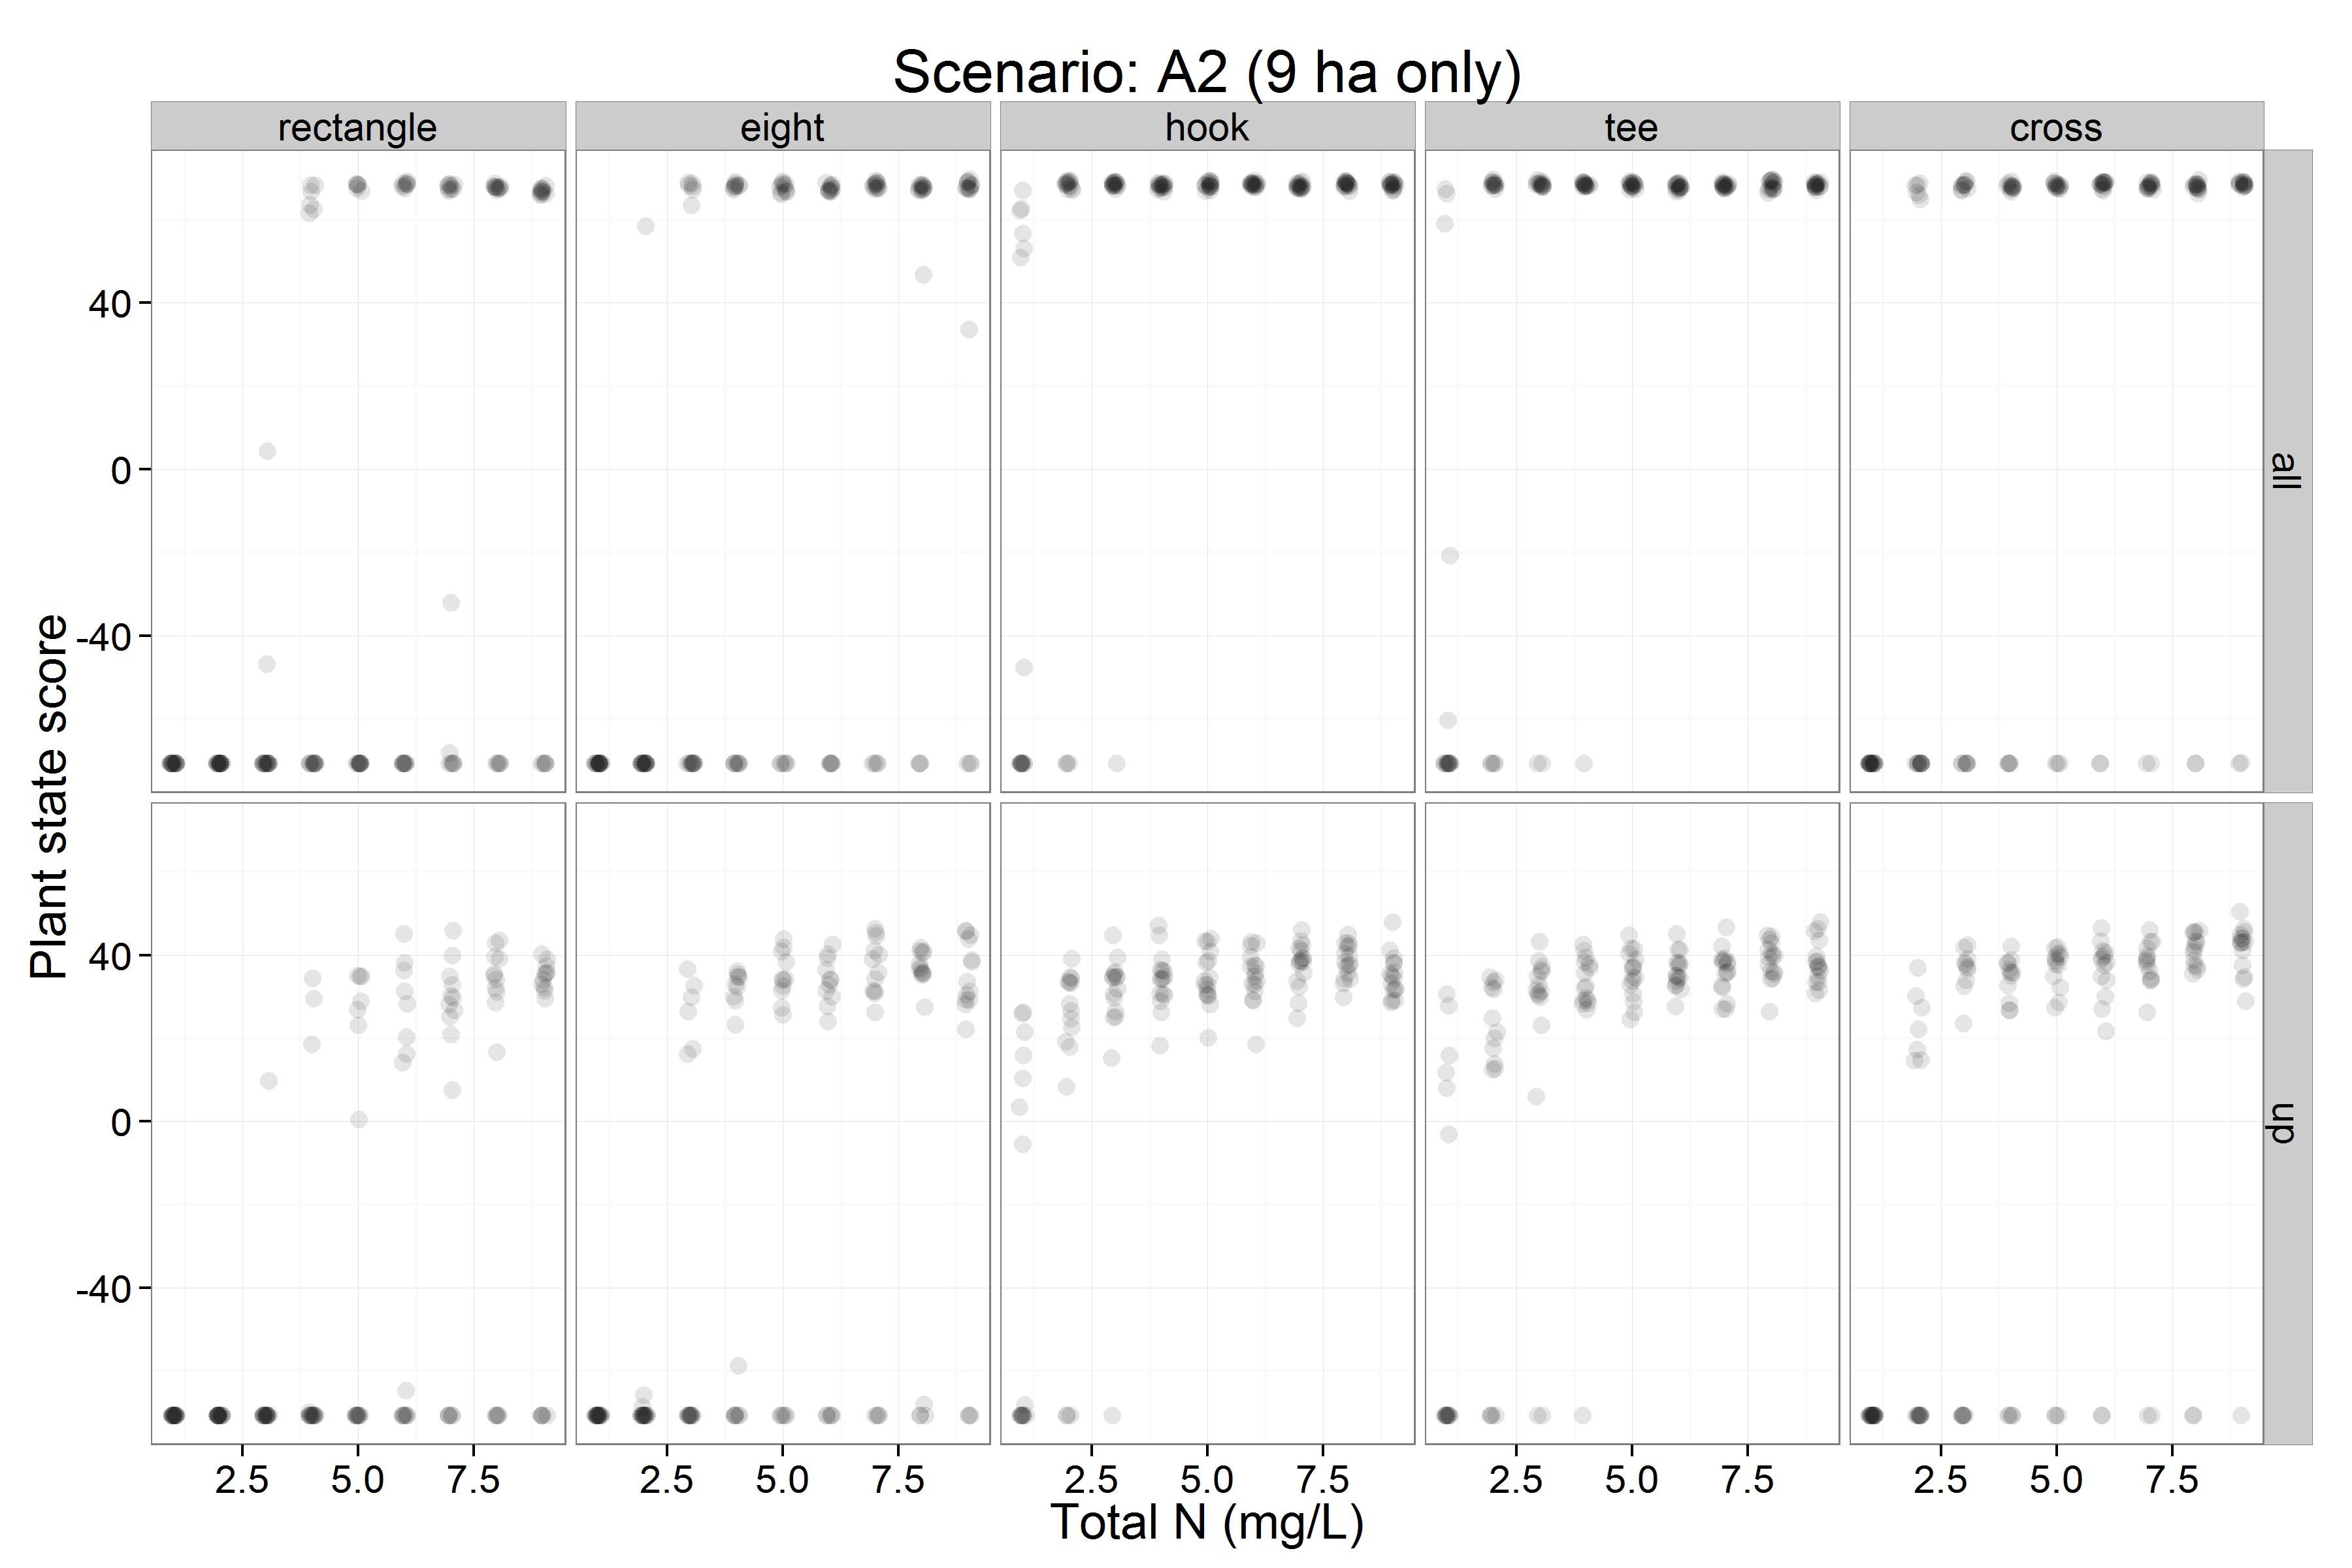 Scenario: A2 (9 ha only)
rectangle eight hook tee cross
40
0
-40
all
Plant state score
40
0
-40
up
2.5 5.0 7.5 2.5 5.0 7.5 2.5 5.0 7.5 2.5 5.0 7.5 2.5 5.0 7.5
Total N (mg/L)